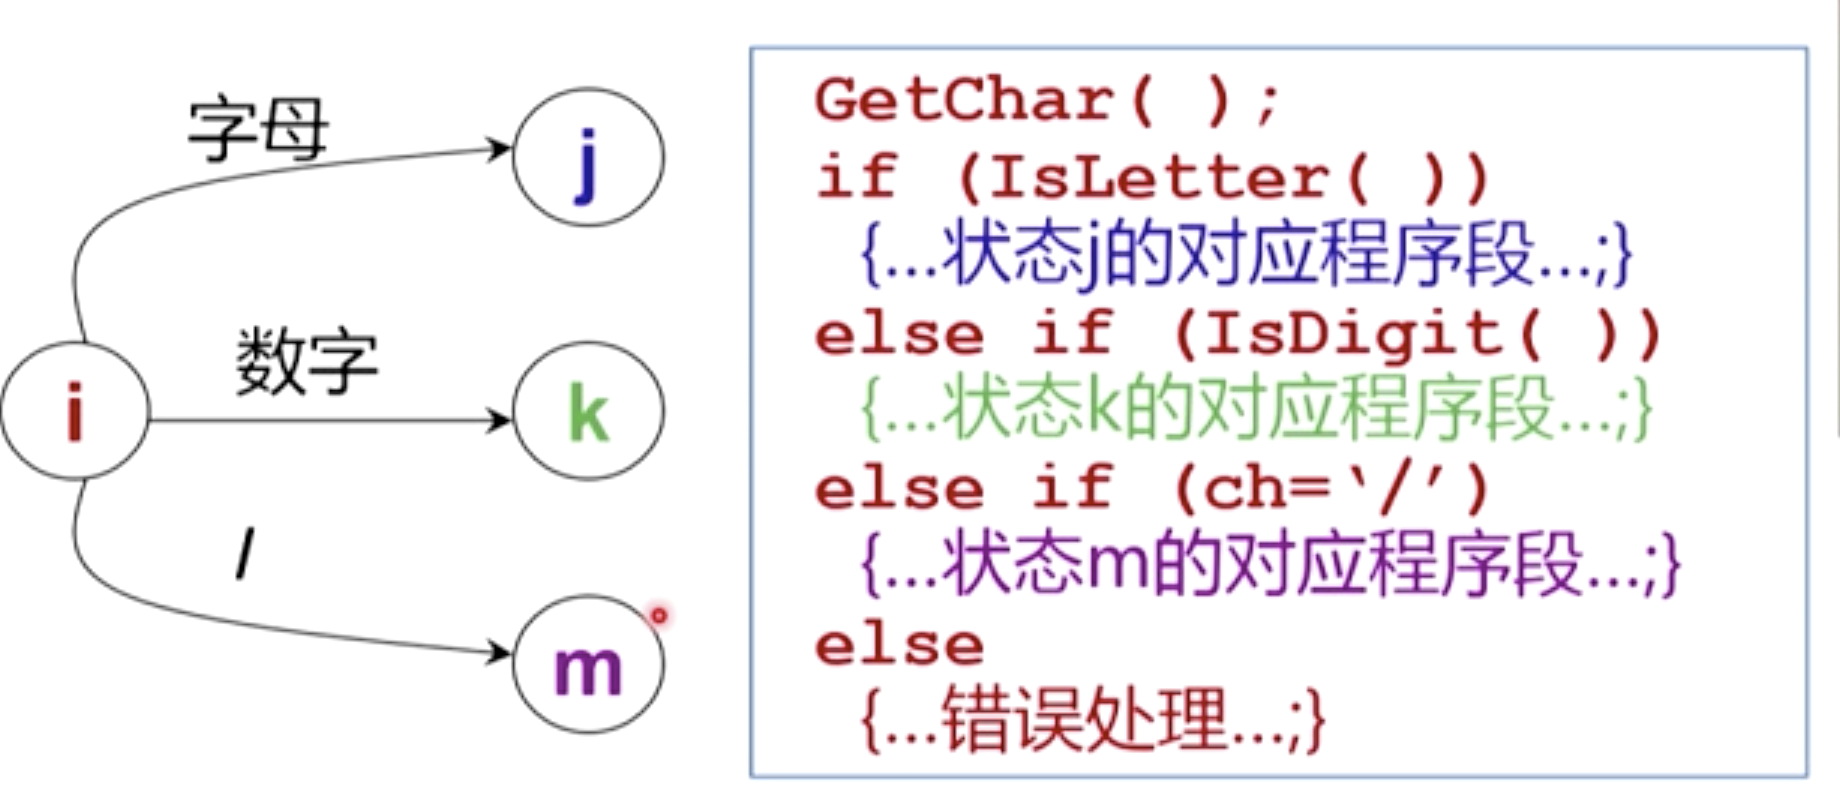 字母
j
数字
i
k
/
m
GetChar( );
if (IsLetter( ))
{...状态j的对应程序段...;}
else if (IsDigit( ))
{...状态k的对应程序段...;}
else if (ch=‘/’)
{...状态m的对应程序段...;}
else
{...错误处理...;}